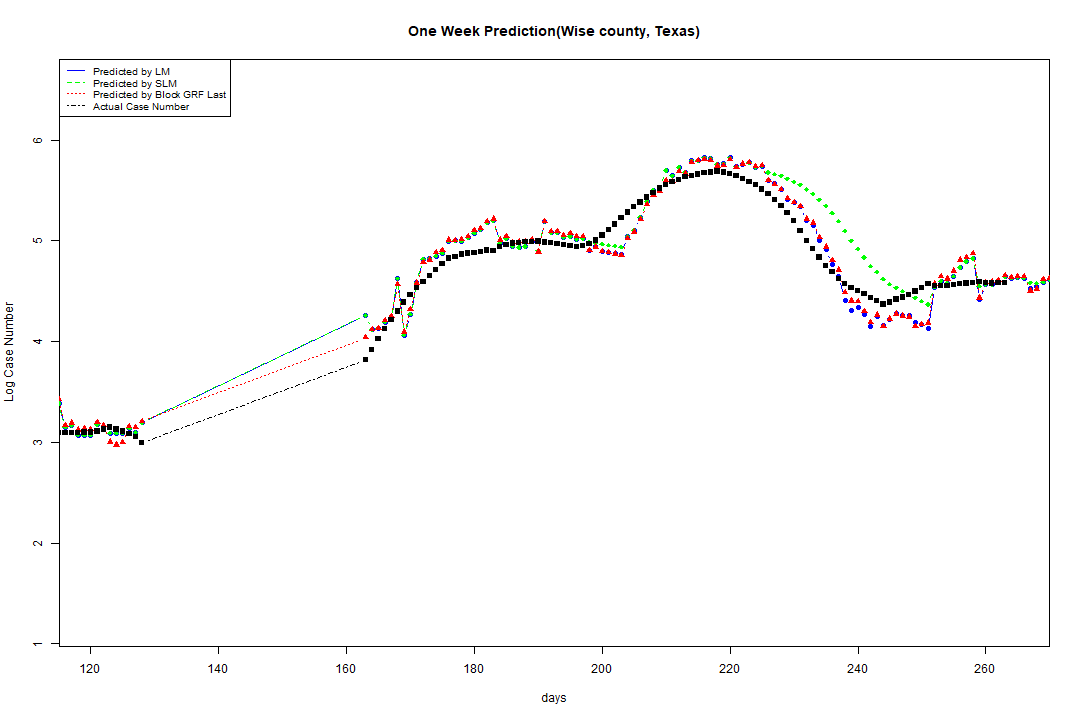 One Week Prediction(Wise county, Texas)
Predicted by LM
Predicted by SLM
Predicted by Block GRF Last
Actual Case Number
6
5
4
3
2
1
Log Case Number
120 140 160 180 200 220 240 260
days